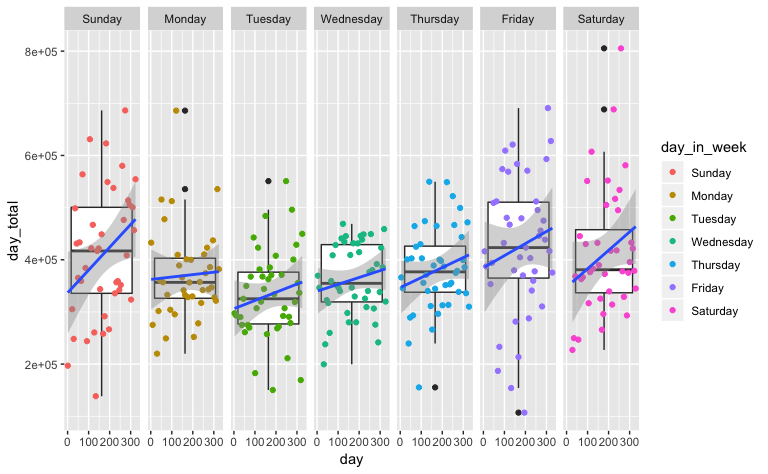 Sunday Monday Tuesday Wednesday Thursday Friday Saturday
8e+05
6e+05
4e+05
2e+05
day_total
0 100 200 300 0 100 200 300 0 100 200 300 0 100 200 300 0 100 200 300 0 100 200 300 0 100 200 300
day
day_in_week
Sunday
Monday
Tuesday
Wednesday
Thursday
Friday
Saturday